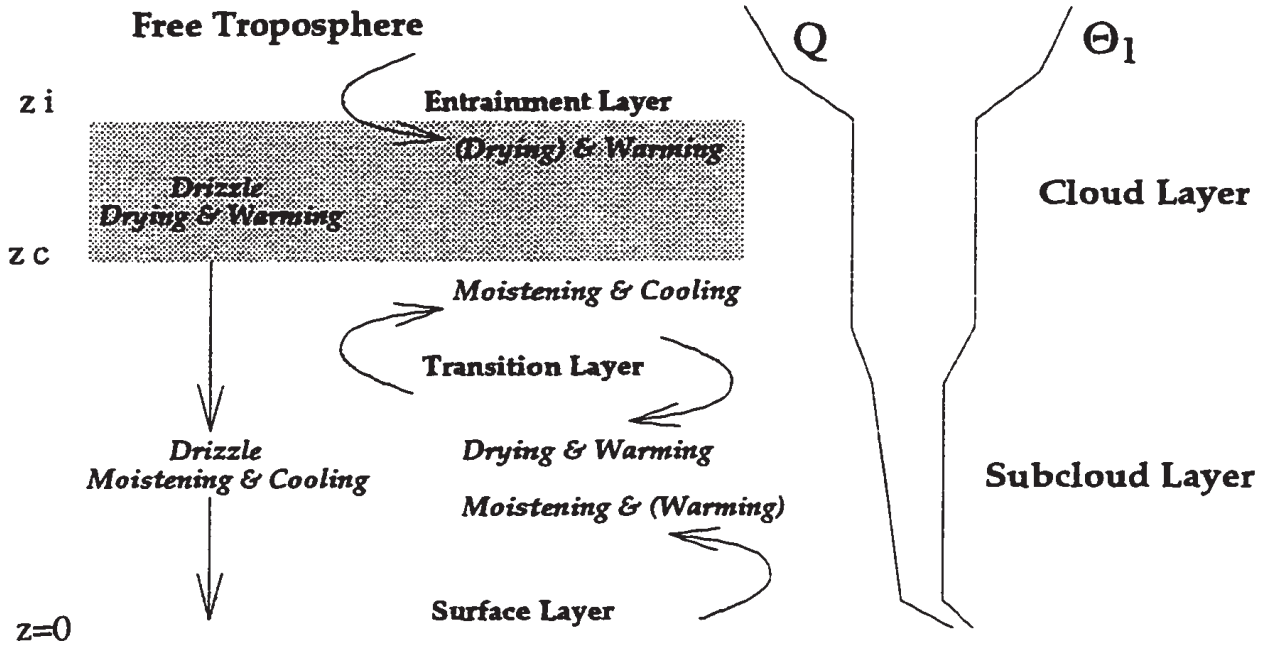 Free Troposphere
Q
Θl
z i
Entrainment Layer
(Drying) & Warming
Drizzle
Drying & Warming
Cloud Layer
z c
Moistening & Cooling
Transition Layer
Drizzle
Moistening & Cooling
Drying & Warming
Moistening & (Warming)
Subcloud Layer
Surface Layer
z=0